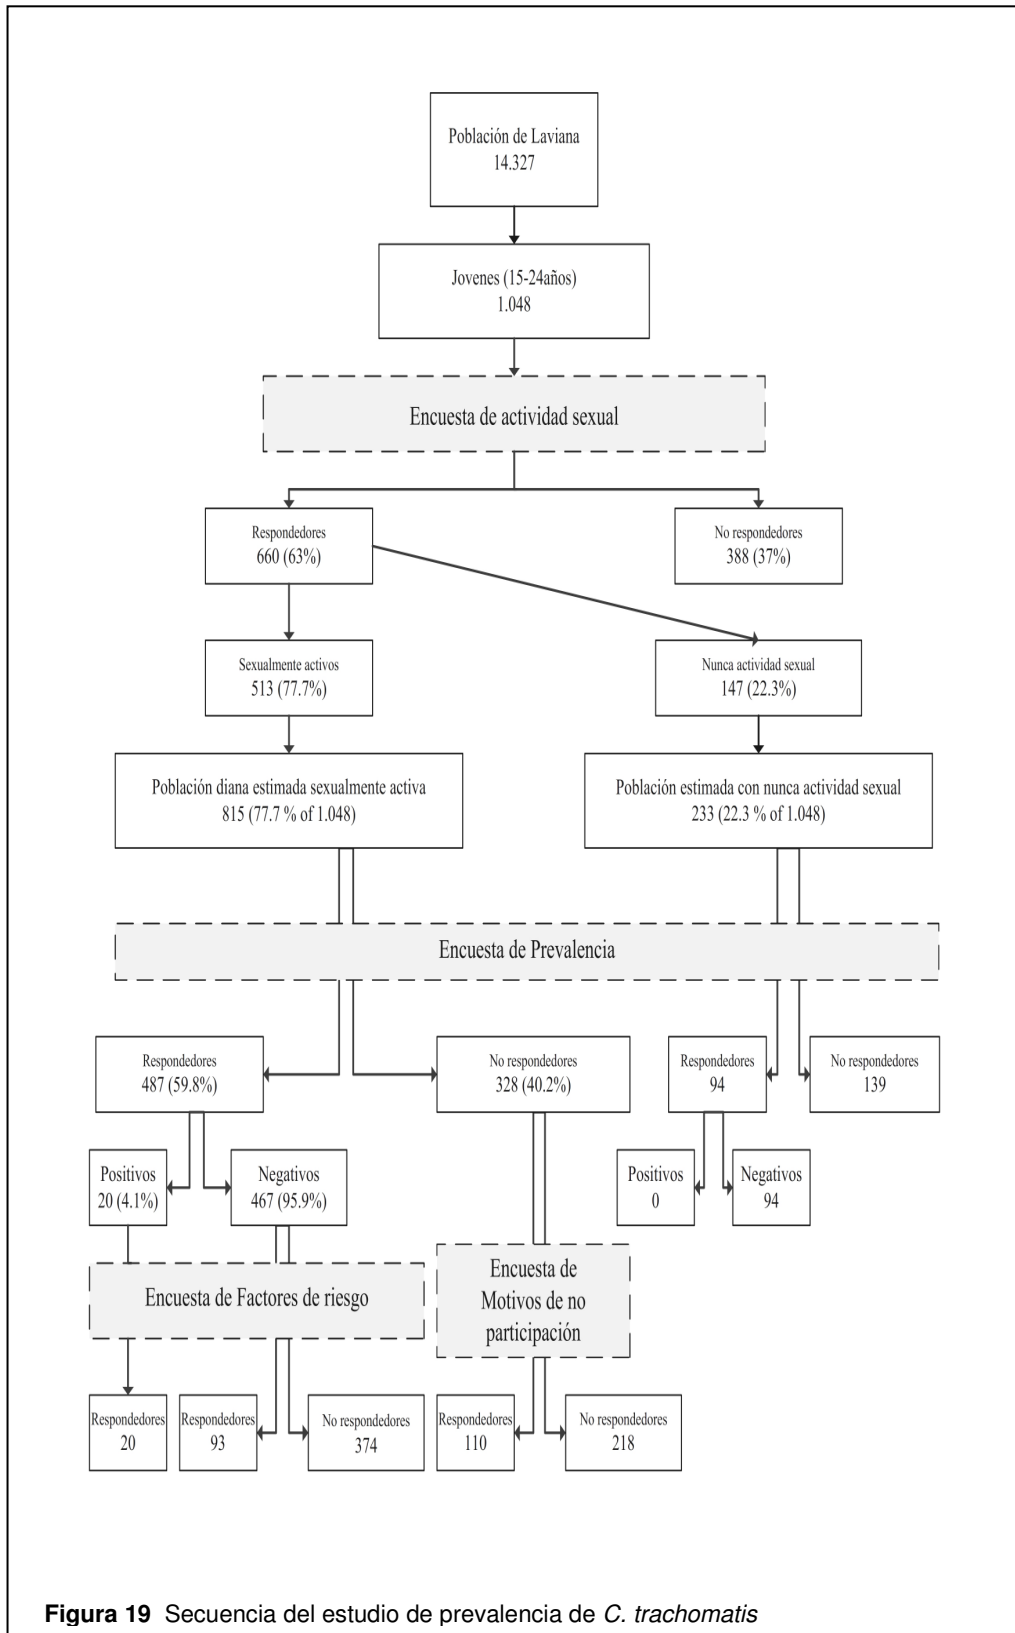 Población de Laviana
14.327
Jovenes (15-24años)
1.048
Encuesta de actividad sexual
Respondedores
660 (63%)
No respondedores
388 (37%)
Sexualmente activos
513 (77.7%)
Nunca actividad sexual
147 (22.3%)
Población diana estimada sexualmente activa
815 (77.7 % of 1.048)
Población estimada con nunca actividad sexual
233 (22.3 % of 1.048)
Encuesta de Prevalencia
Respondedores
487 (59.8%)
No respondedores
328 (40.2%)
Respondedores
94
No respondedores
139
Positivos
20 (4.1%)
Negativos
467 (95.9%)
Positivos
0
Negativos
94
Encuesta de Factores de riesgo
Encuesta de
Motivos de no
participación
Respondedores
20
Respondedores
93
No respondedores
374
Respondedores
110
No respondedores
218
Figura 19 Secuencia del estudio de prevalencia de C. trachomatis